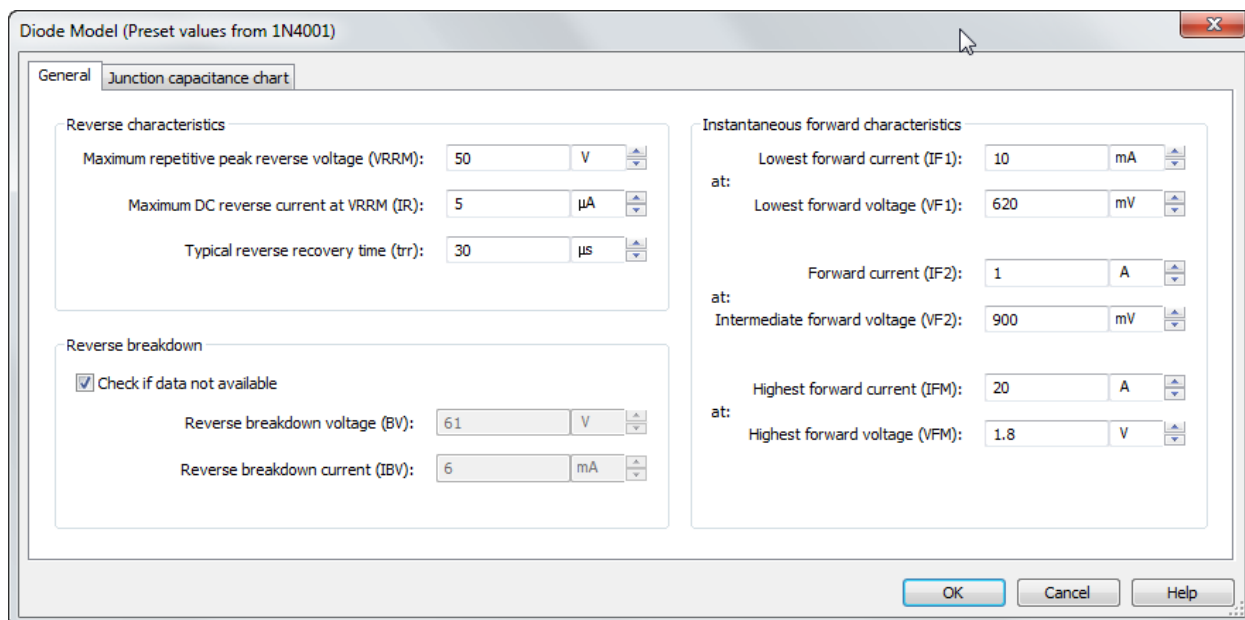 Diode Model (Preset values from 1N4001)
General
Junction capacitance chart
Reverse characteristics
Maximum repetitive peak reverse voltage (VRRM): 50 V
Maximum DC reverse current at VRRM (IR): 5 µA
Typical reverse recovery time (trr): 30 µs
Reverse breakdown
Check if data not available
Reverse breakdown voltage (BV): 61 V
Reverse breakdown current (IBV): 6 mA
Instantaneous forward characteristics
Lowest forward current (IF1): 10 mA
at:
Lowest forward voltage (VF1): 620 mV
Forward current (IF2): 1 A
at:
Intermediate forward voltage (VF2): 900 mV
Highest forward current (IFM): 20 A
at:
Highest forward voltage (VFM): 1.8 V
OK
Cancel
Help